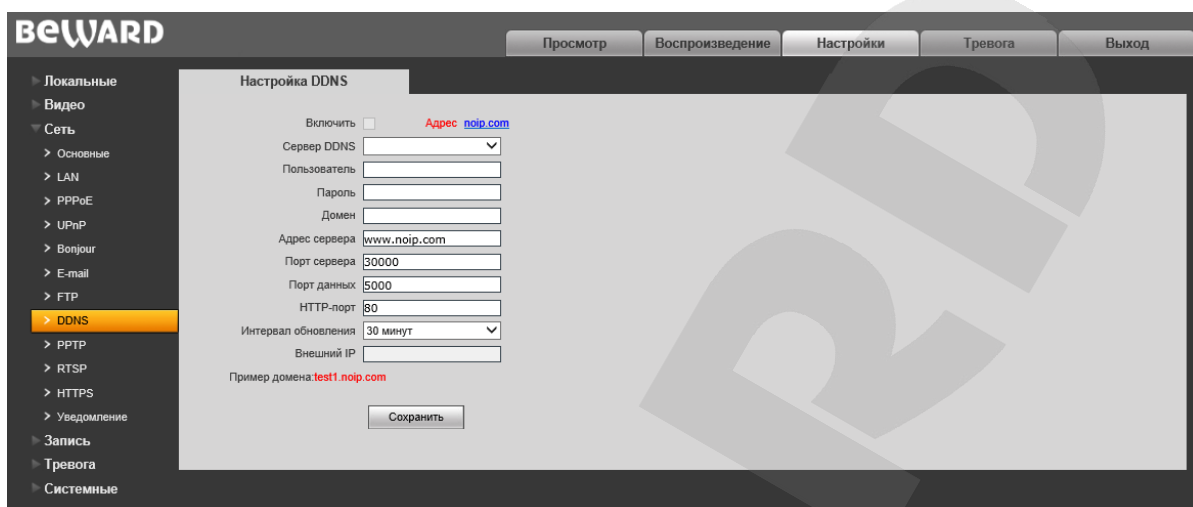 BEWARD
Просмотр Воспроизведение Настройки Тревога Выход
Локальные
Видео
Сеть
> Основные
> LAN
> PPPoE
> UPnP
> Bonjour
> E-mail
> FTP
> DDNS
> PPTP
> RTSP
> HTTPS
> Уведомление
Запись
Тревога
Системные
Настройка DDNS
Включить Адрес noip.com
Сервер DDNS
Пользователь
Пароль
Домен
Адрес сервера www.noip.com
Порт сервера 30000
Порт данных 5000
HTTP-порт 80
Интервал обновления 30 минут
Внешний IP
Пример домена:test1.noip.com
Сохранить
RD